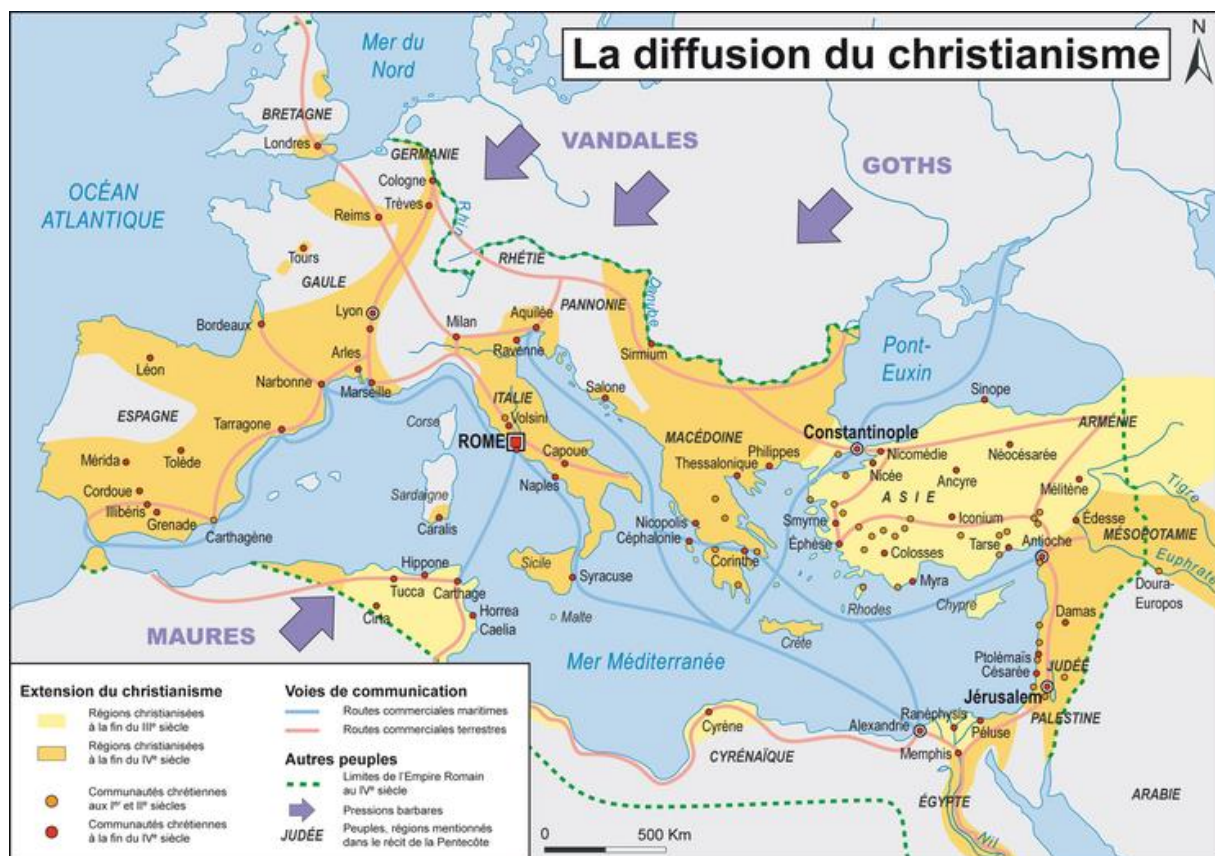 La diffusion du christianisme
N
Mer du
Nord
BRETAGNE
Londres
VANDALES
GOTHS
GERMANIE
Cologne
Trèves
Rhin
OCÉAN
ATLANTIQUE
Reims
Tours
GAULE
RHÉTIE
PANNONIE
Danube
Lyon
Bordeaux
Milan
Aquilée
Ravenne
Sirmium
Pont-
Euxin
Léon
Arles
Narbonne
Marseille
Salone
Sinope
ESPAGNE
ITALIE
Volsini
Corse
ROME
Tarragone
MACÉDOINE
Philippes
Constantinople
ARMÉNIE
Capoue
Thessalonique
Nicomédie
Néocésarée
Mérida
Tolède
Naples
Nicée
Ancyre
Tigre
Cordoue
Sardaigne
ASIE
Mélitène
Illibéris
Grenade
Caralis
Nicopolis
Céphalonie
Smyrne
Iconium
Édesse
MÉSOPOTAMIE
Carthagène
Éphèse
Tarse
Antioche
Hippone
Sicile
Corinthe
Colosses
Euphrate
Tucca
Carthage
Syracuse
Myra
Doura-
Europos
Cirta
Horrea
Caelia
Malte
Rhodes
Chypre
Damas
MAURES
Crète
Ptolémaïs
Césarée
JUDÉE
Mer Méditerranée
Jérusalem
Cyrène
Alexandrie
Ranéphysis
PALESTINE
Péluse
CYRÉNAÏQUE
Memphis
ÉGYPTE
ARABIE
Nil
Extension du christianisme
Régions christianisées
à la fin du IIIe siècle
Régions christianisées
à la fin du IVe siècle
Communautés chrétiennes
aux Ier et IIe siècles
Communautés chrétiennes
à la fin du IVe siècle
Voies de communication
Routes commerciales maritimes
Routes commerciales terrestres
Autres peuples
Limites de l'Empire Romain
au IVe siècle
Pressions barbares
JUDÉE Peuples, régions mentionnés
dans le récit de la Pentecôte
0 500 Km